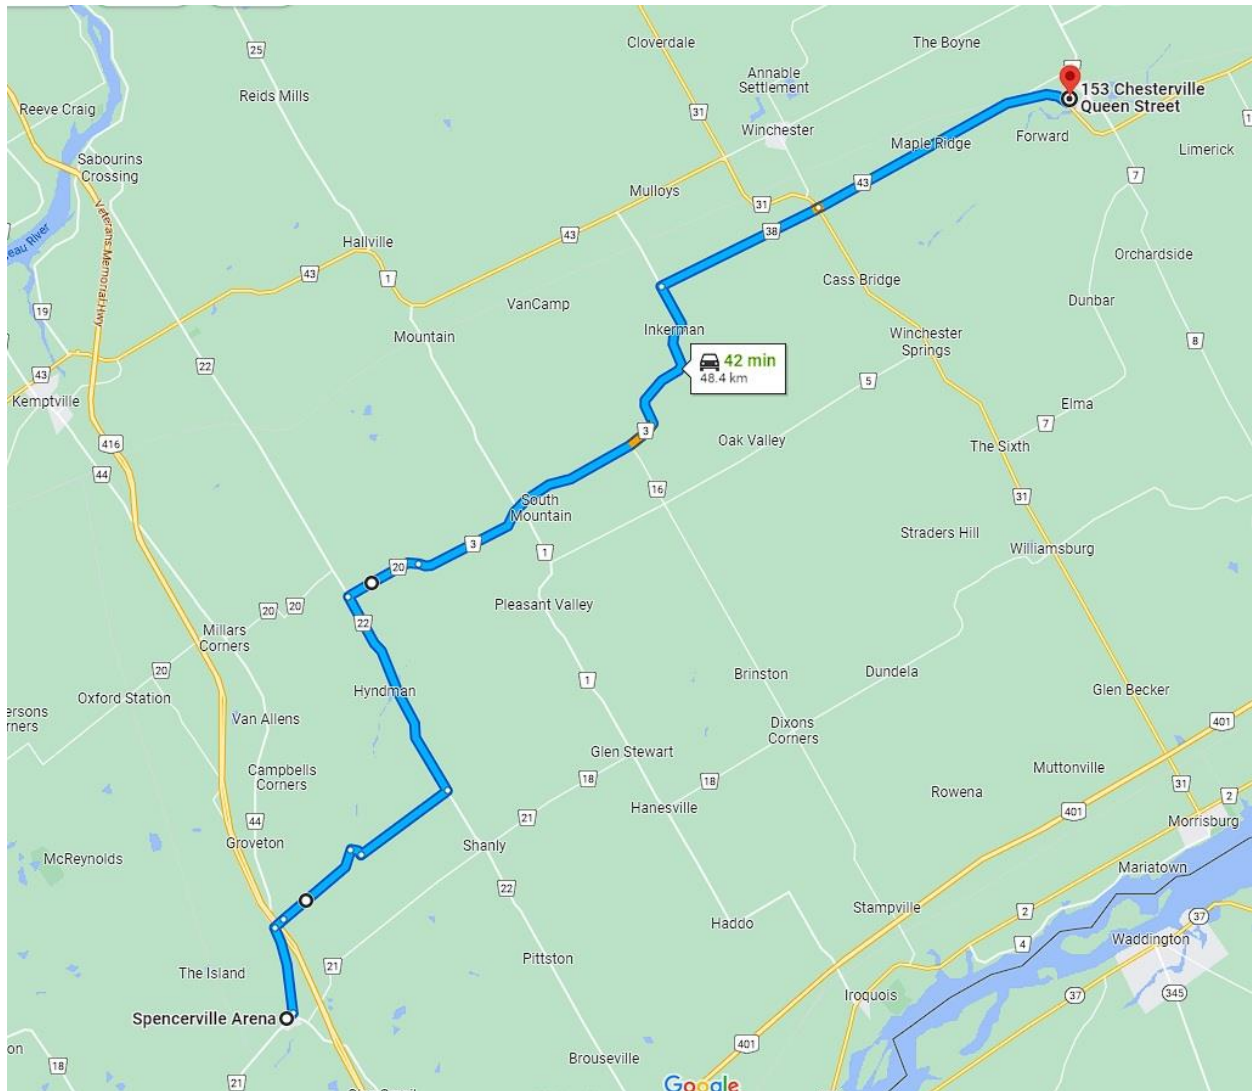 The Boyne
Cloverdale
25
Reids Mills
Annable
Settlement
Reeve Craig
153 Chesterville
Queen Street
31
Winchester
Forward
Sabourins
Crossing
Maple Ridge
Limerick
7
43
Mulloys
Veterans Memorial Hwy
31
38
Hallville
43
Orchardside
43
1
Cass Bridge
VanCamp
Dunbar
19
Inkerman
Winchester
Springs
8
Mountain
42 min
48.4 km
22
43
5
Kemptville
Elma
7
3
Oak Valley
416
The Sixth
44
16
31
South
Mountain
Straders Hill
3
1
Williamsburg
20
20
20
Pleasant Valley
22
Millars
Corners
20
Dundela
Brinston
1
Hyndman
Glen Becker
Oxford Station
Van Allens
401
Dixons
Corners
Glen Stewart
Campbells
Corners
18
18
Muttonville
31
Rowena
2
Hanesville
401
21
44
Morrisburg
Groveton
Shanly
McReynolds
Mariatown
22
Stampville
2
37
Haddo
4
Waddington
Pittston
21
The Island
Iroquois
345
37
Spencerville Arena
401
Brouseville
18
21
Google